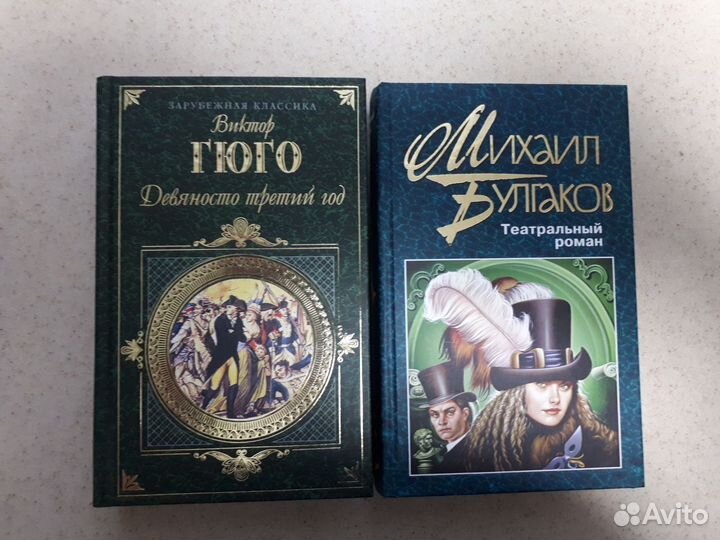 ЗАРУБЕЖНАЯ КЛАССИКА
Виктор
ГЮГО
Девяносто третий год
Михаил
Булгаков
Театральный
роман
Avito